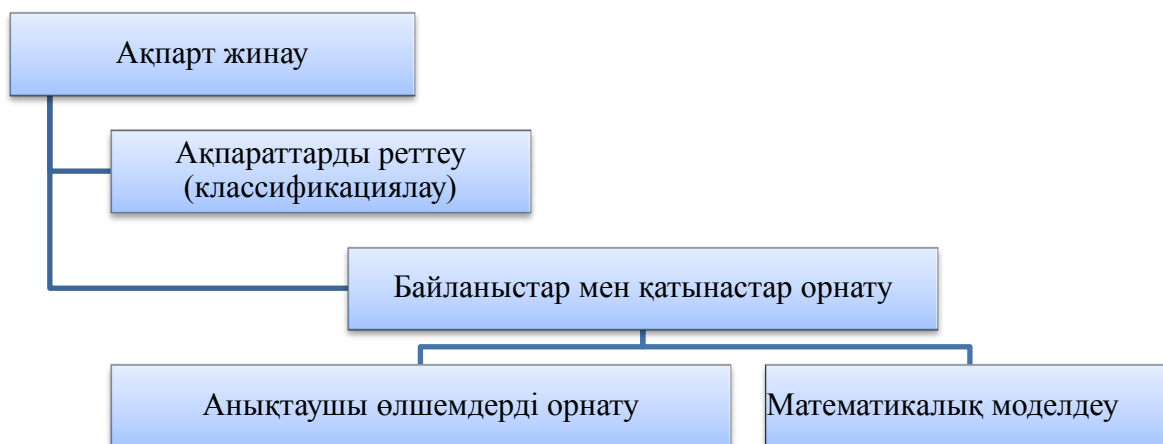 Ақпарт жинау
Ақпараттарды реттеу
(классификациялау)
Байланыстар мен қатынастар орнату
Анықтаушы өлшемдерді орнату
Математикалық моделдеу